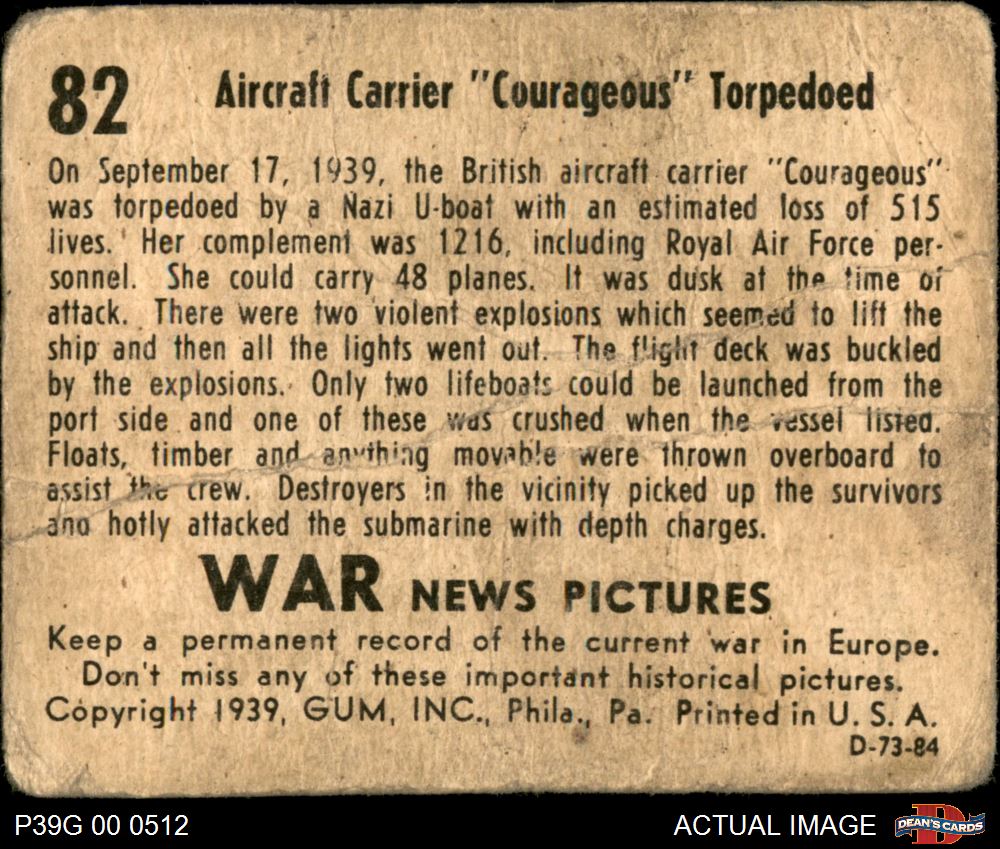 82 Aircraft Carrier "Courageous" Torpedoed
On September 17, 1939, the British aircraft carrier "Courageous"
was torpedoed by a Nazi U-boat with an estimated loss of 515
lives. Her complement was 1216, including Royal Air Force per-
sonnel. She could carry 48 planes. It was dusk at the time of
attack. There were two violent explosions which seemed to lift the
ship and then all the lights went out. The flight deck was buckled
by the explosions. Only two lifeboats could be launched from the
port side and one of these was crushed when the vessel listed.
Floats, timber and anything movable were thrown overboard to
assist the crew. Destroyers in the vicinity picked up the survivors
and hotly attacked the submarine with depth charges.
WAR NEWS PICTURES
Keep a permanent record of the current war in Europe.
Don't miss any of these important historical pictures.
Copyright 1939, GUM, INC., Phila., Pa. Printed in U. S. A.
D-73-84
P39G 00 0512 ACTUAL IMAGE DEAN'S CARDS